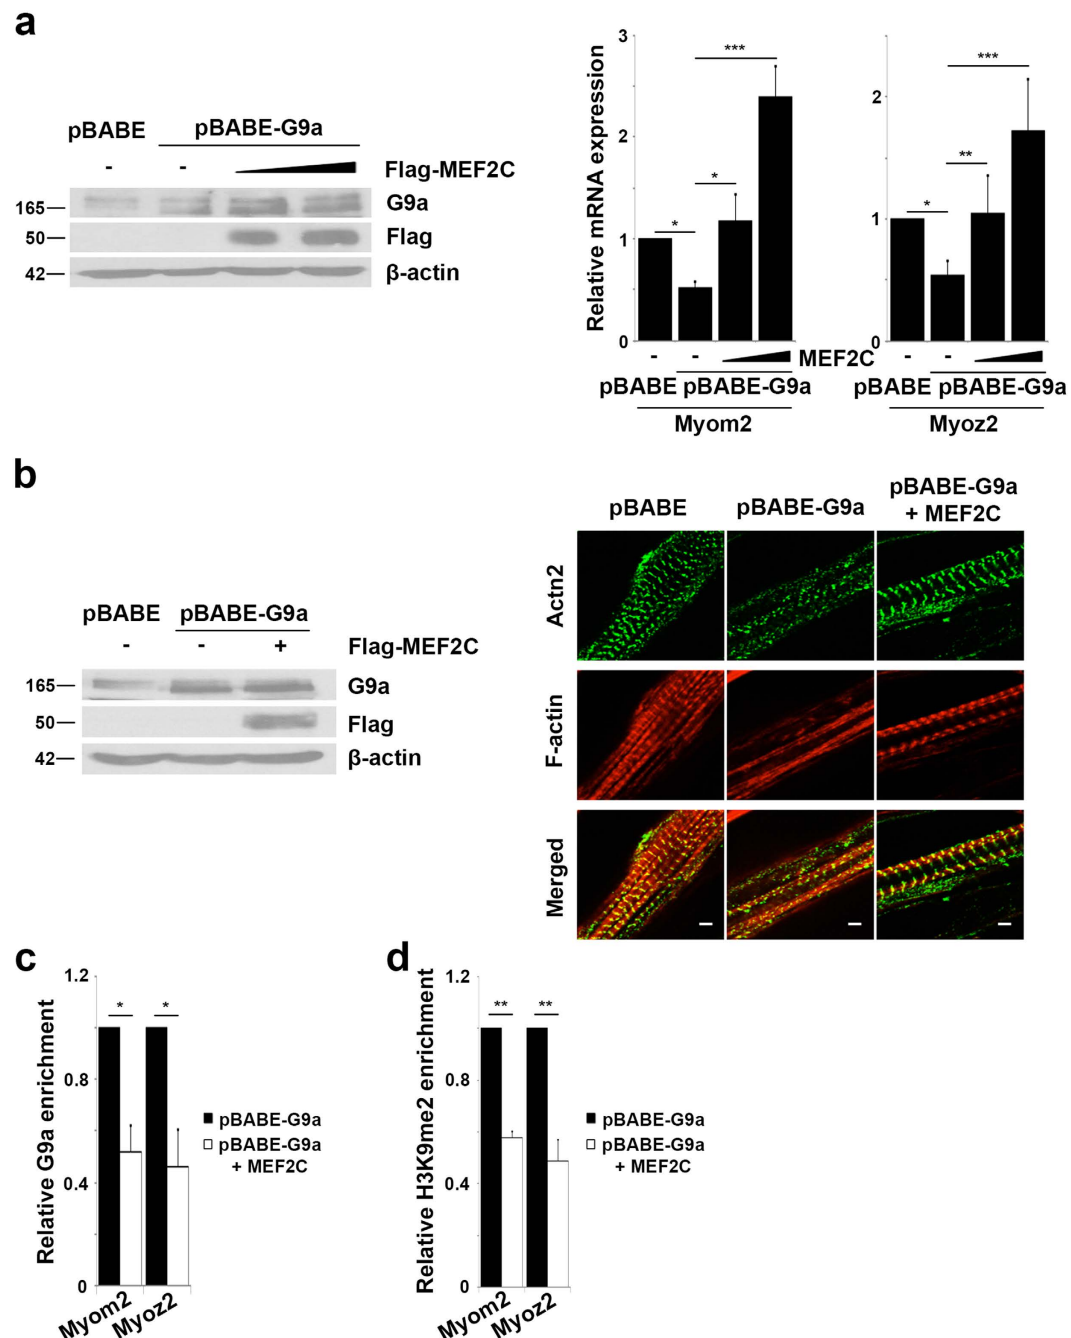 a
pBABE
pBABE-G9a
-
-
Flag-MEF2C
165
G9a
50
Flag
42
β-actin
Relative mRNA expression
3
2
1
0
*
*
***
-
-
MEF2C
pBABE
pBABE-G9a
Myom2
2
1
0
*
**
***
-
-
pBABE
pBABE-G9a
Myoz2
b
pBABE
pBABE-G9a
-
-
+
Flag-MEF2C
165
G9a
50
Flag
42
β-actin
pBABE
pBABE-G9a
pBABE-G9a
+ MEF2C
Actn2
F-actin
Merged
c
Relative G9a enrichment
1.2
0.8
0.4
0
*
*
Myom2
Myoz2
pBABE-G9a
pBABE-G9a
+ MEF2C
d
Relative H3K9me2 enrichment
1.2
0.8
0.4
0
**
**
Myom2
Myoz2
pBABE-G9a
pBABE-G9a
+ MEF2C